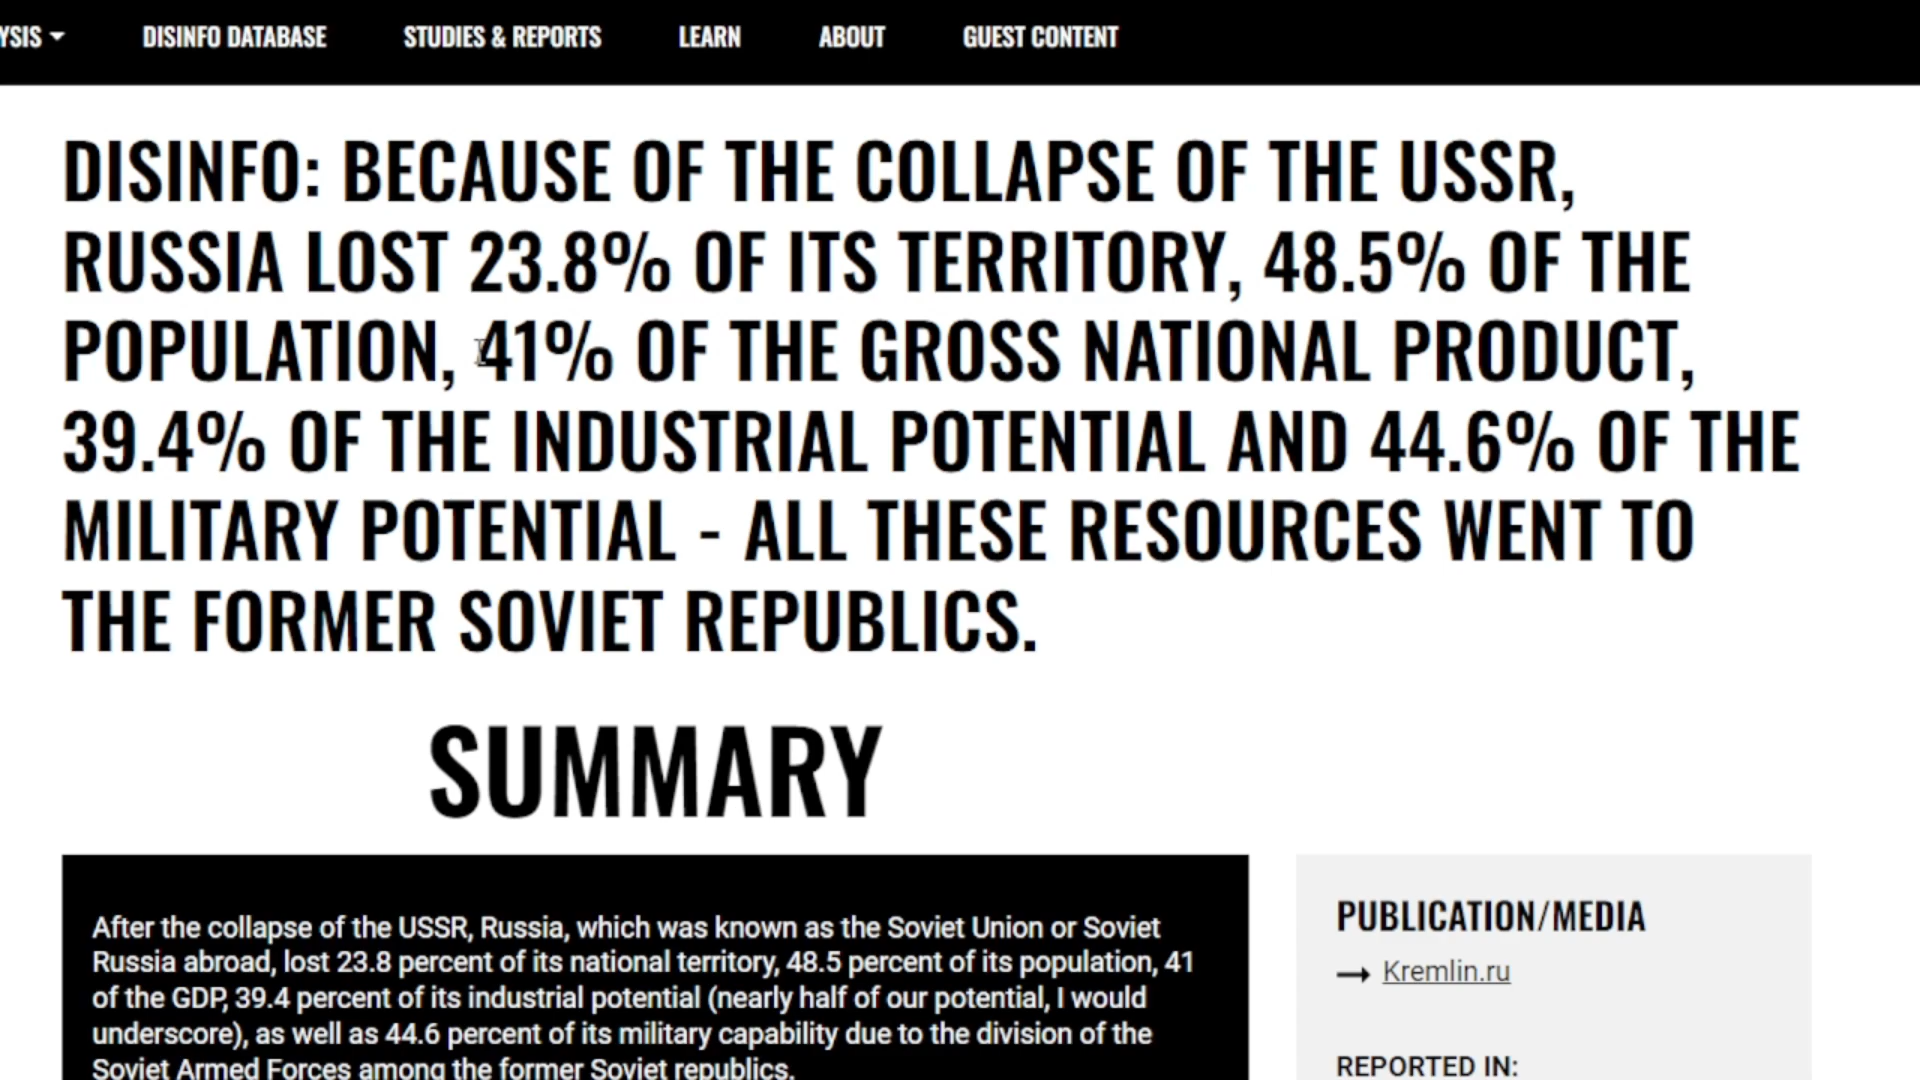 YSIS
DISINFO DATABASE
STUDIES & REPORTS
LEARN
ABOUT
GUEST CONTENT
DISINFO: BECAUSE OF THE COLLAPSE OF THE USSR,
RUSSIA LOST 23.8% OF ITS TERRITORY, 48.5% OF THE
POPULATION, 41% OF THE GROSS NATIONAL PRODUCT,
39.4% OF THE INDUSTRIAL POTENTIAL AND 44.6% OF THE
MILITARY POTENTIAL - ALL THESE RESOURCES WENT TO
THE FORMER SOVIET REPUBLICS.
SUMMARY
After the collapse of the USSR, Russia, which was known as the Soviet Union or Soviet
Russia abroad, lost 23.8 percent of its national territory, 48.5 percent of its population, 41
of the GDP, 39.4 percent of its industrial potential (nearly half of our potential, I would
underscore), as well as 44.6 percent of its military capability due to the division of the
Soviet Armed Forces among the former Soviet republics.
PUBLICATION/MEDIA
Kremlin.ru
REPORTED IN: